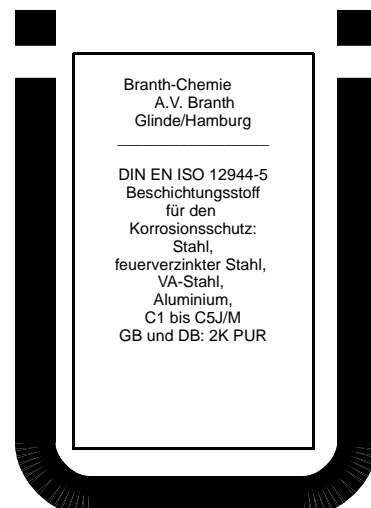 Branth-Chemie
A.V. Branth
Glinde/Hamburg
DIN EN ISO 12944-5
Beschichtungsstoff
für den
Korrosionsschutz:
Stahl,
feuerverzinkter Stahl,
VA-Stahl,
Aluminium,
C1 bis C5J/M
GB und DB: 2K PUR